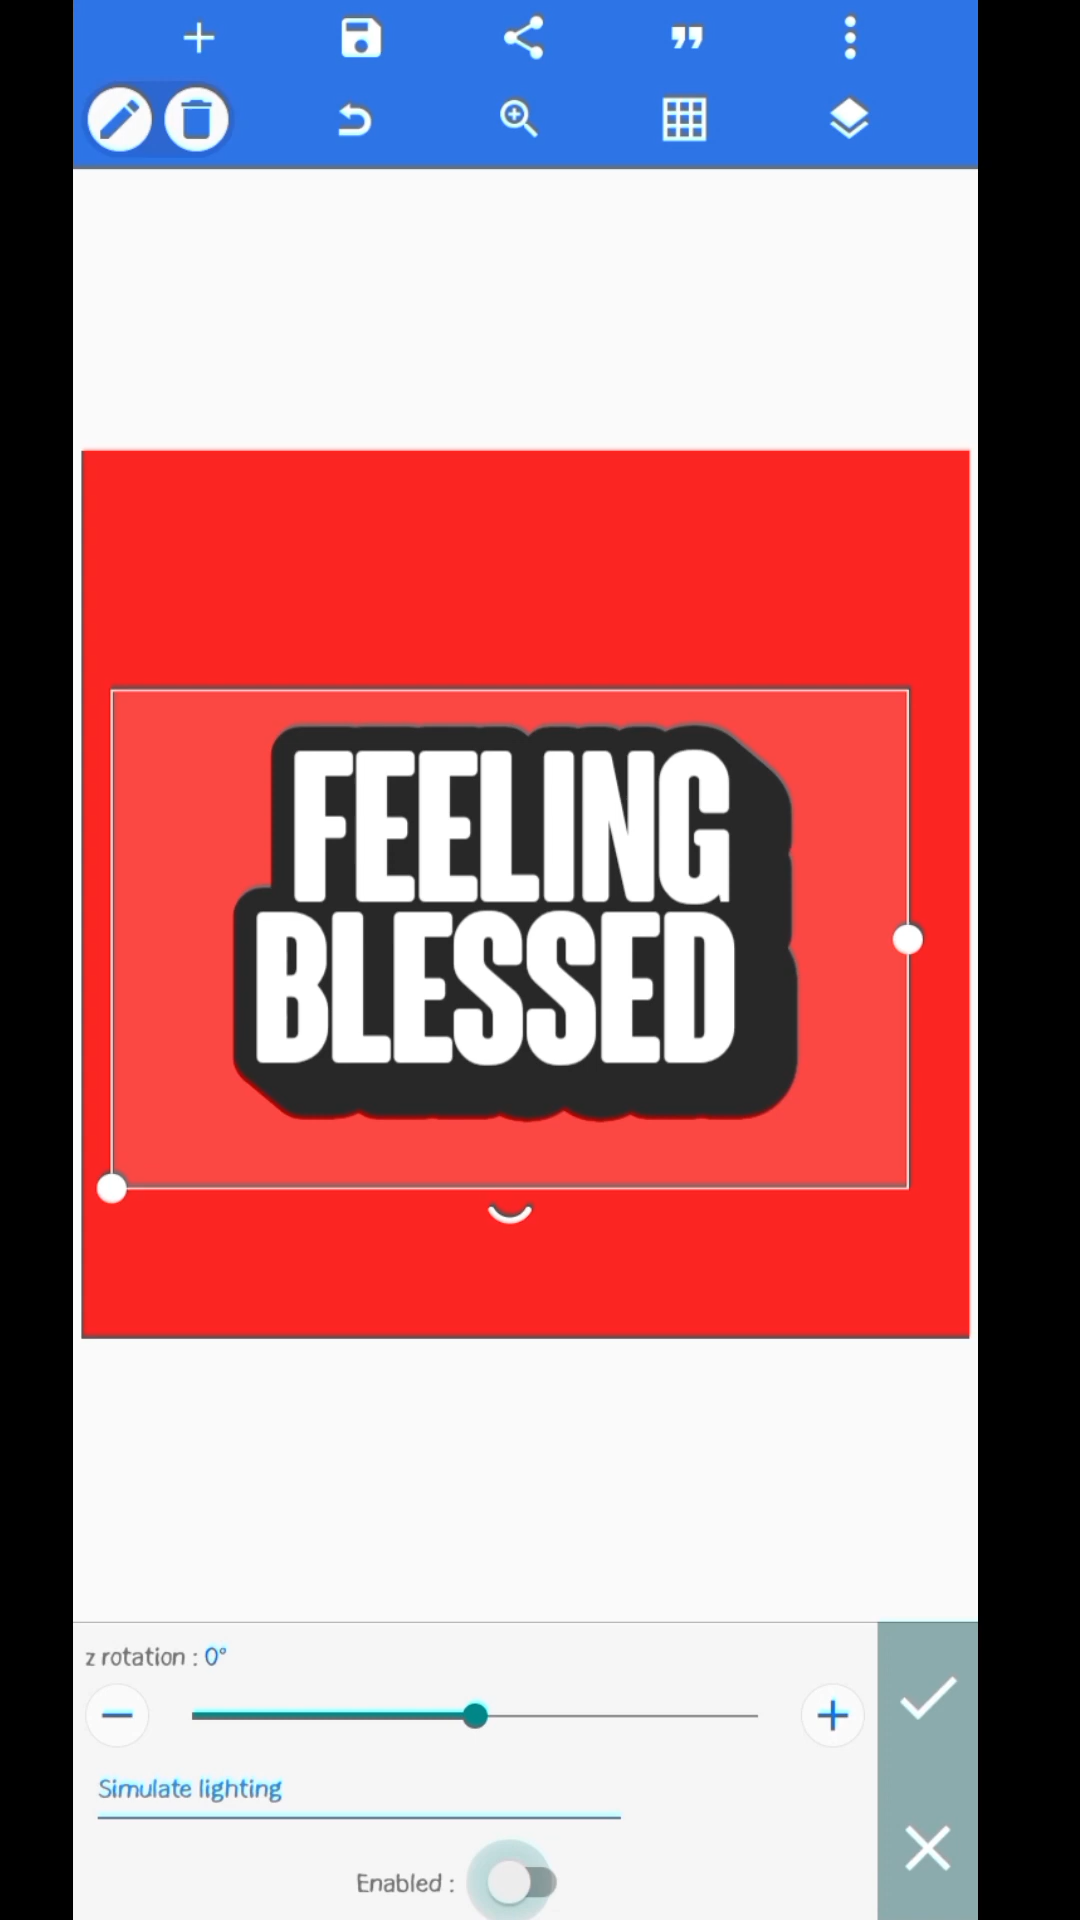 FEELING
BLESSED
z rotation : 0°
Simulate lighting
Enabled :